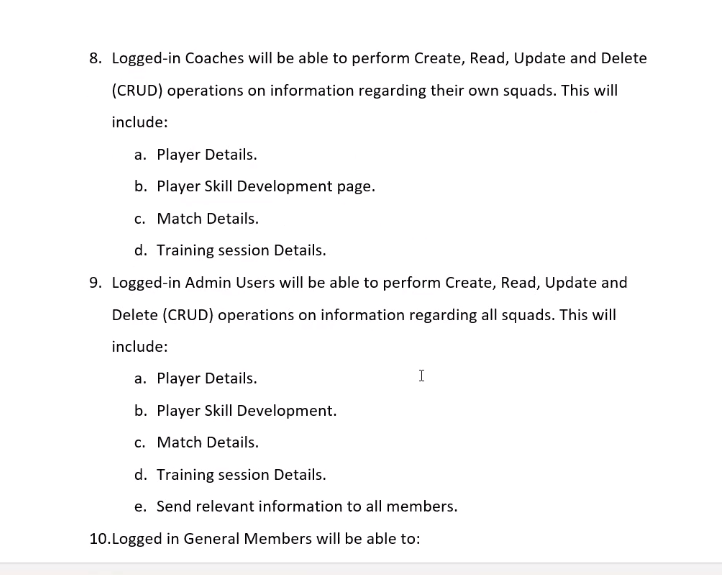 8. Logged-in Coaches will be able to perform Create, Read, Update and Delete
(CRUD) operations on information regarding their own squads. This will
include:
a. Player Details.
b. Player Skill Development page.
c. Match Details.
d. Training session Details.
9. Logged-in Admin Users will be able to perform Create, Read, Update and
Delete (CRUD) operations on information regarding all squads. This will
include:
a. Player Details.
b. Player Skill Development.
c. Match Details.
d. Training session Details.
e. Send relevant information to all members.
10.Logged in General Members will be able to: